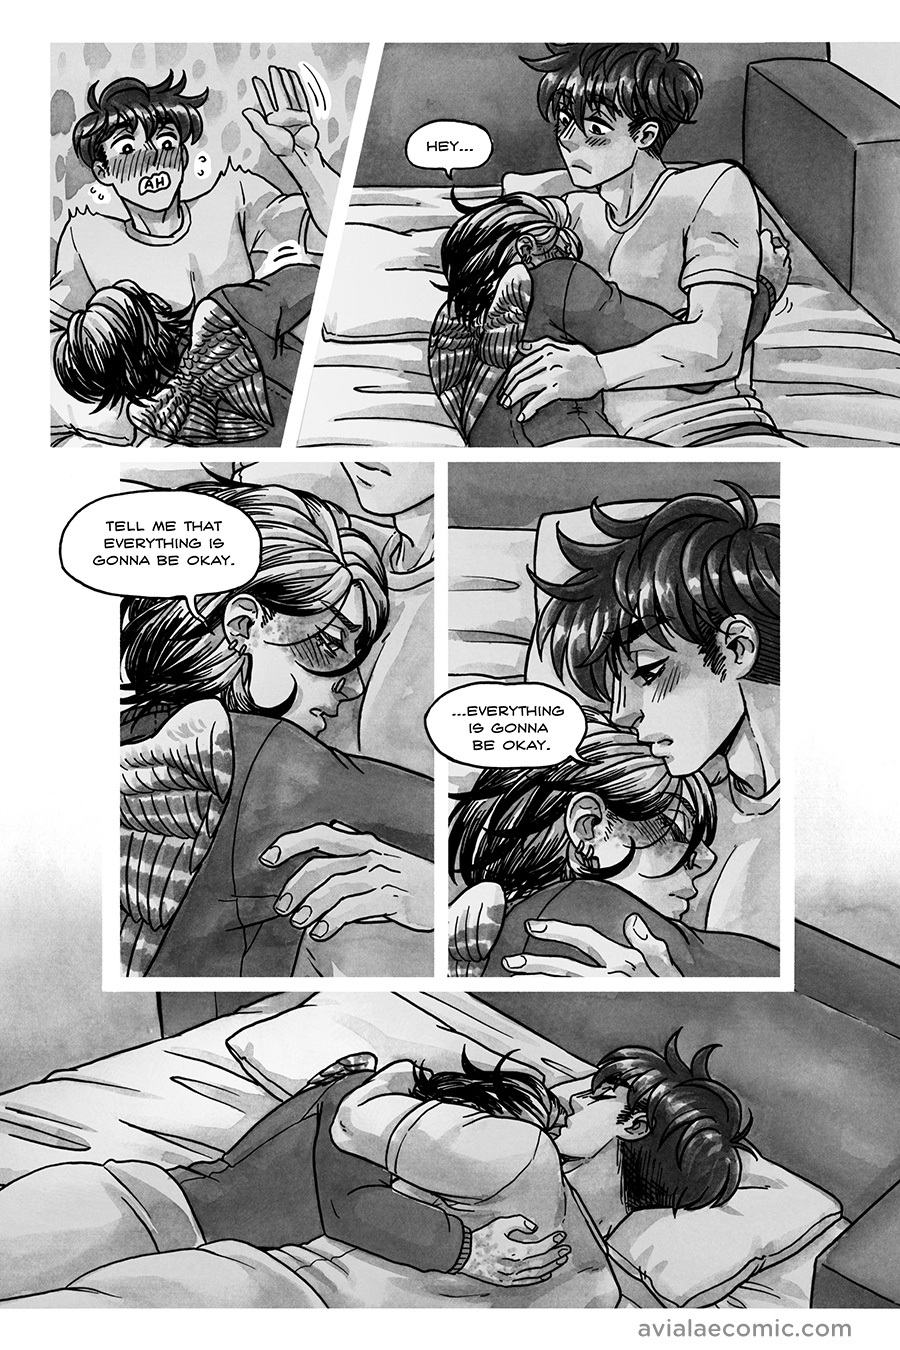 AH
HEY...
TELL ME THAT
EVERYTHING IS
GONNA BE OKAY.
...EVERYTHING
IS GONNA
BE OKAY.
avialaecomic.com